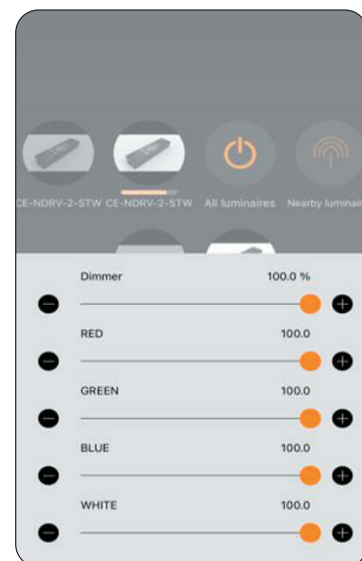 CE-NDRV-2-STW CE-NDRV-2-STW All luminaires Nearby luminair
Dimmer 100.0 %
RED 100.0
GREEN 100.0
BLUE 100.0
WHITE 100.0